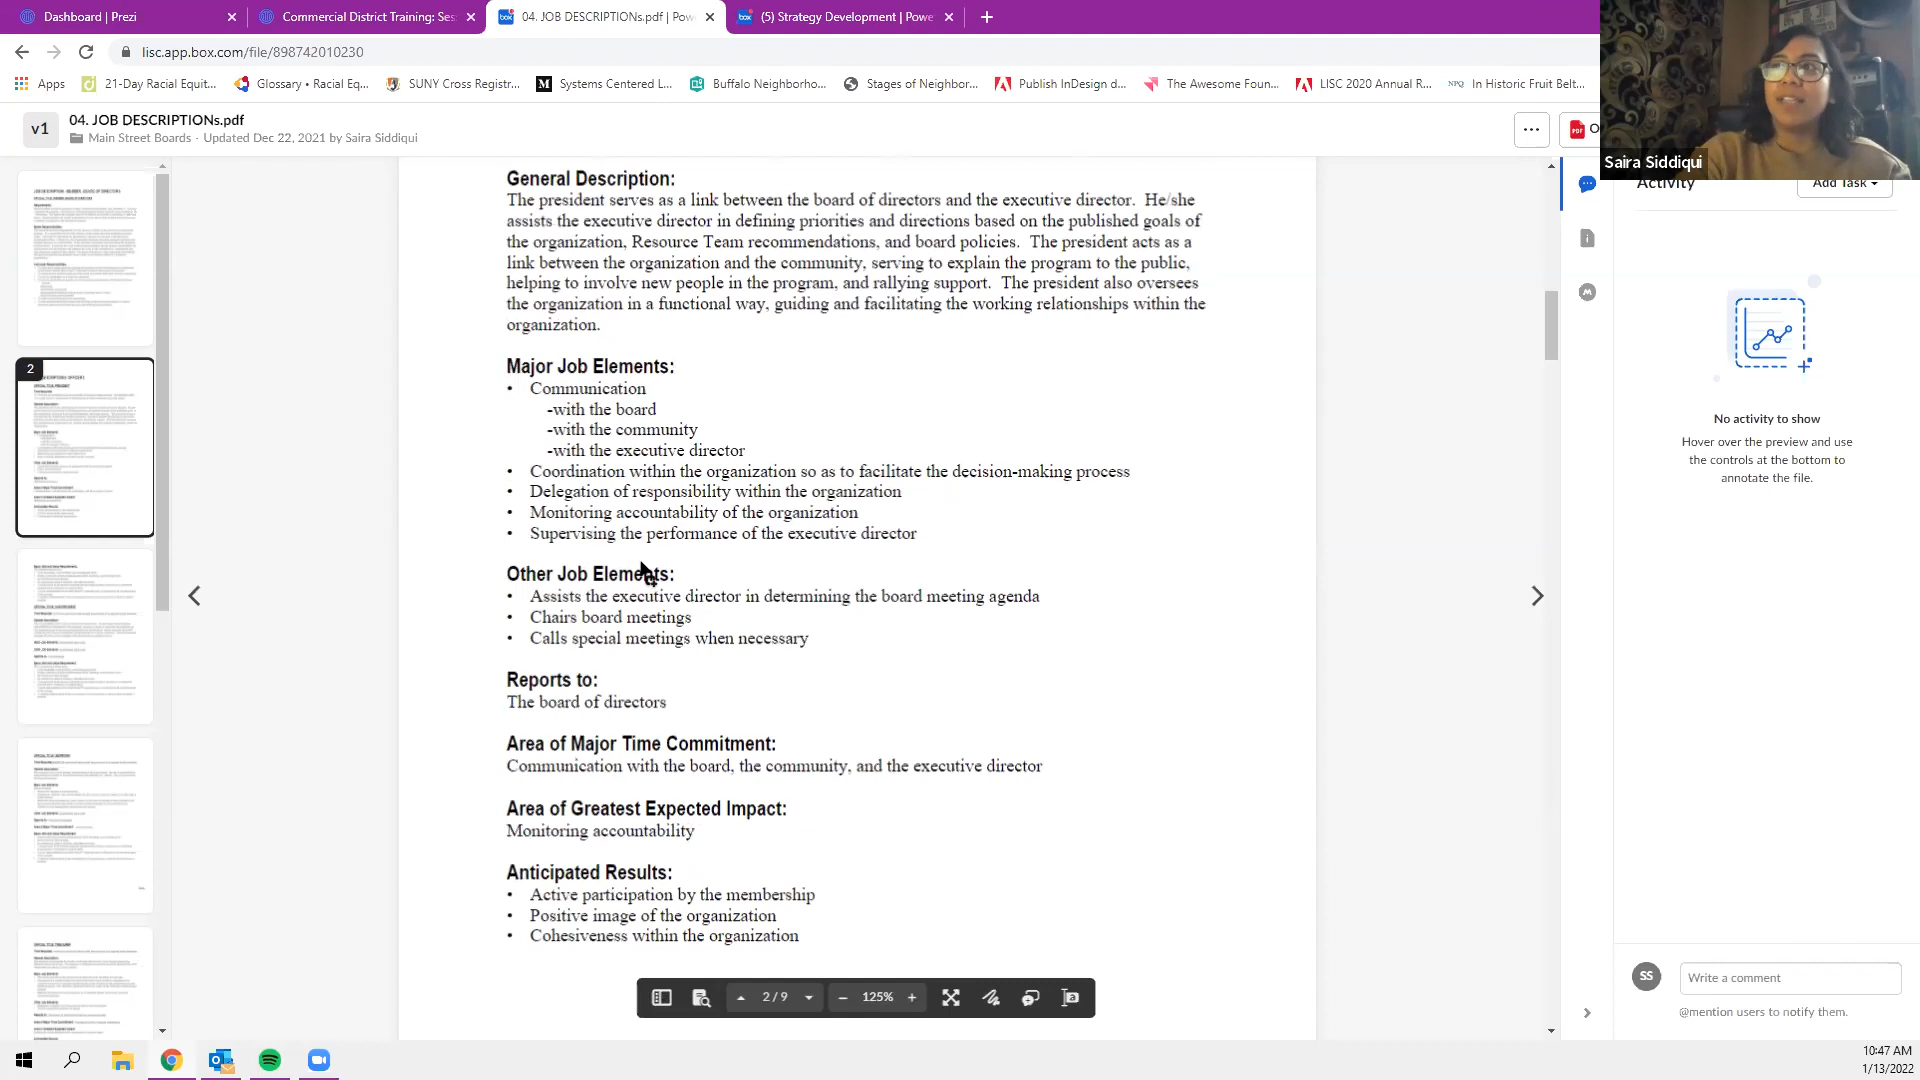 Dashboard | Prezi
Commercial District Training: Ses
04. JOB DESCRIPTIONs.pdf | Pow
(5) Strategy Development | Powe
lisc.app.box.com/file/898742010230
Apps
21-Day Racial Equit...
Glossary (Racial Eq...
SUNY Cross Registr...
Systems Centered L...
Buffalo Neighborho...
Stages of Neighbor...
Publish InDesign d...
The Awesome Foun...
LISC 2020 Annual R...
NPQ In Historic Fruit Belt...
v1
04. JOB DESCRIPTIONs.pdf
Main Street Boards · Updated Dec 22, 2021 by Saira Siddiqui
Saira Siddiqui
Activity
Add Task
General Description:
The president serves as a link between the board of directors and the executive director. He/she
assists the executive director in defining priorities and directions based on the published goals of
the organization, Resource Team recommendations, and board policies. The president acts as a
link between the organization and the community, serving to explain the program to the public,
helping to involve new people in the program, and rallying support. The president also oversees
the organization in a functional way, guiding and facilitating the working relationships within the
organization.
Major Job Elements:
• Communication
-with the board
-with the community
-with the executive director
• Coordination within the organization so as to facilitate the decision-making process
• Delegation of responsibility within the organization
• Monitoring accountability of the organization
• Supervising the performance of the executive director
Other Job Elements:
• Assists the executive director in determining the board meeting agenda
• Chairs board meetings
• Calls special meetings when necessary
Reports to:
The board of directors
Area of Major Time Commitment:
Communication with the board, the community, and the executive director
Area of Greatest Expected Impact:
Monitoring accountability
Anticipated Results:
• Active participation by the membership
• Positive image of the organization
• Cohesiveness within the organization
2
2 / 9
125%
No activity to show
Hover over the preview and use
the controls at the bottom to
annotate the file.
SS
Write a comment
@mention users to notify them.
10:47 AM
1/13/2022